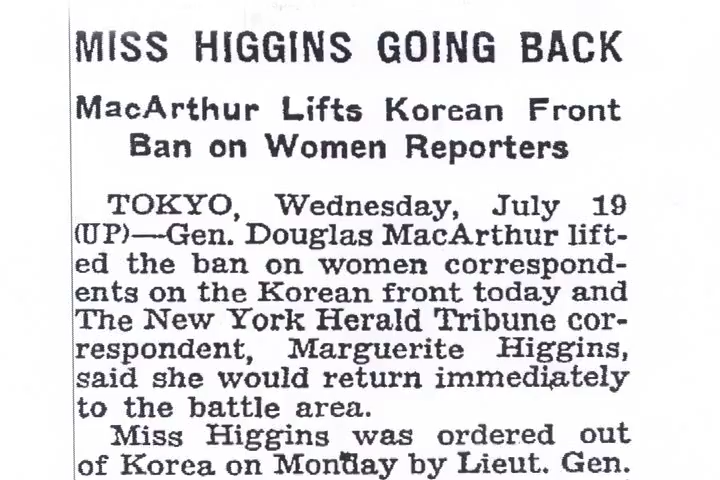 MISS HIGGINS GOING BACK
MacArthur Lifts Korean Front
Ban on Women Reporters
TOKYO, Wednesday, July 19
(UP)—Gen. Douglas MacArthur lift-
ed the ban on women correspond-
ents on the Korean front today and
The New York Herald Tribune cor-
respondent, Marguerite Higgins,
said she would return immediately
to the battle area.
Miss Higgins was ordered out
of Korea on Monday by Lieut. Gen.